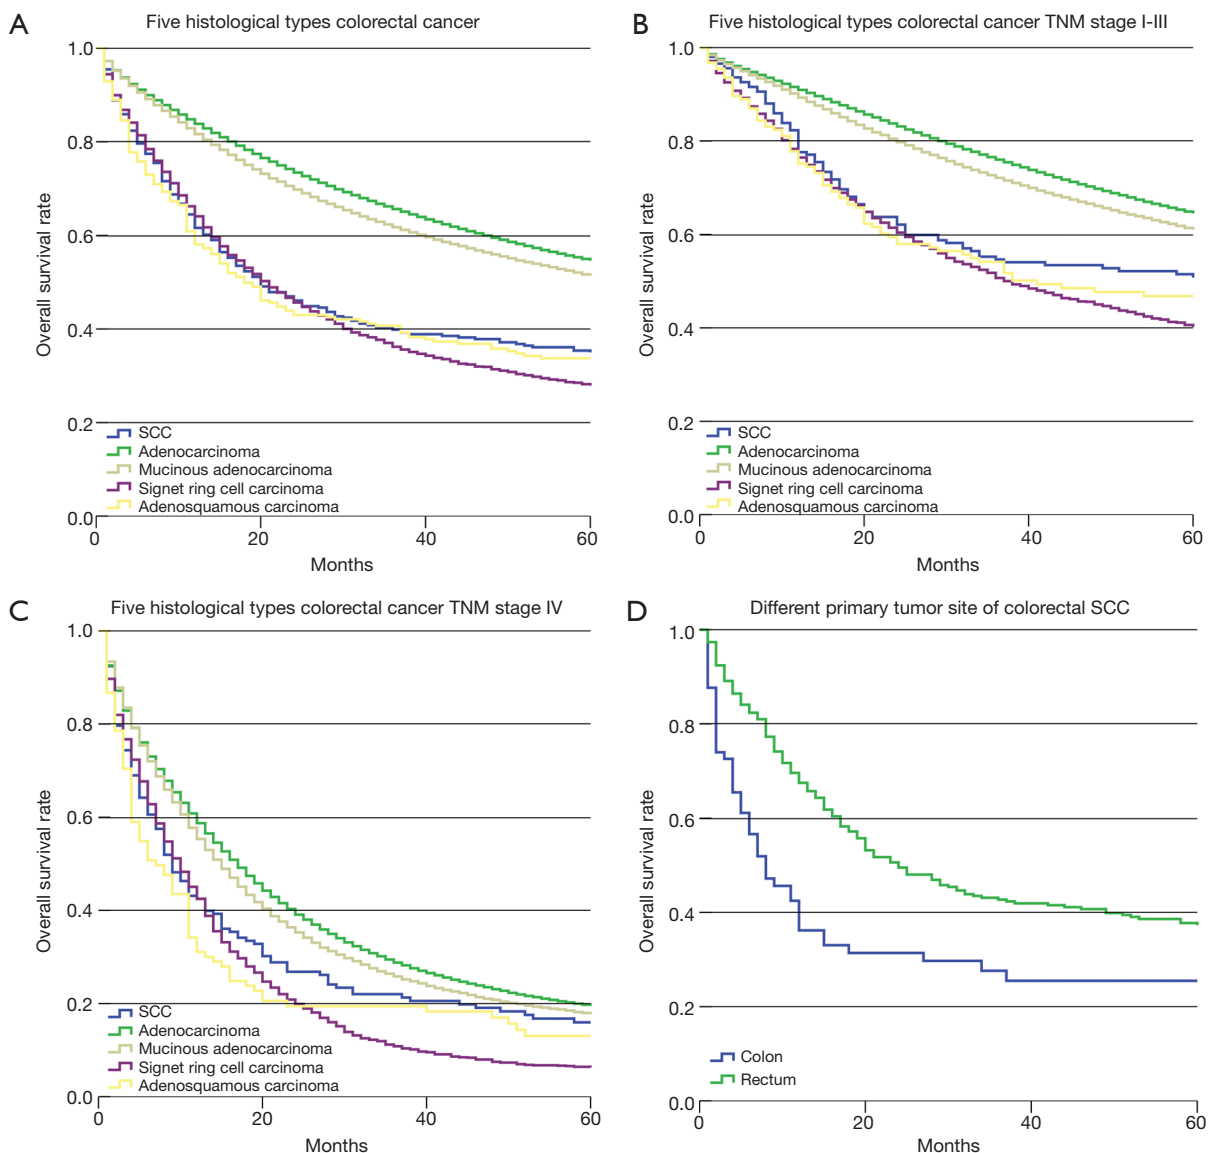 A
Five histological types colorectal cancer
1.0
0.8
0.6
0.4
0.2
0.0
Overall survival rate
SCC
Adenocarcinoma
Mucinous adenocarcinoma
Signet ring cell carcinoma
Adenosquamous carcinoma
0 20 40 60
Months
B
Five histological types colorectal cancer TNM stage I-III
1.0
0.8
0.6
0.4
0.2
0.0
Overall survival rate
SCC
Adenocarcinoma
Mucinous adenocarcinoma
Signet ring cell carcinoma
Adenosquamous carcinoma
0 20 40 60
Months
C
Five histological types colorectal cancer TNM stage IV
1.0
0.8
0.6
0.4
0.2
0.0
Overall survival rate
SCC
Adenocarcinoma
Mucinous adenocarcinoma
Signet ring cell carcinoma
Adenosquamous carcinoma
0 20 40 60
Months
D
Different primary tumor site of colorectal SCC
1.0
0.8
0.6
0.4
0.2
0.0
Overall survival rate
Colon
Rectum
0 20 40 60
Months